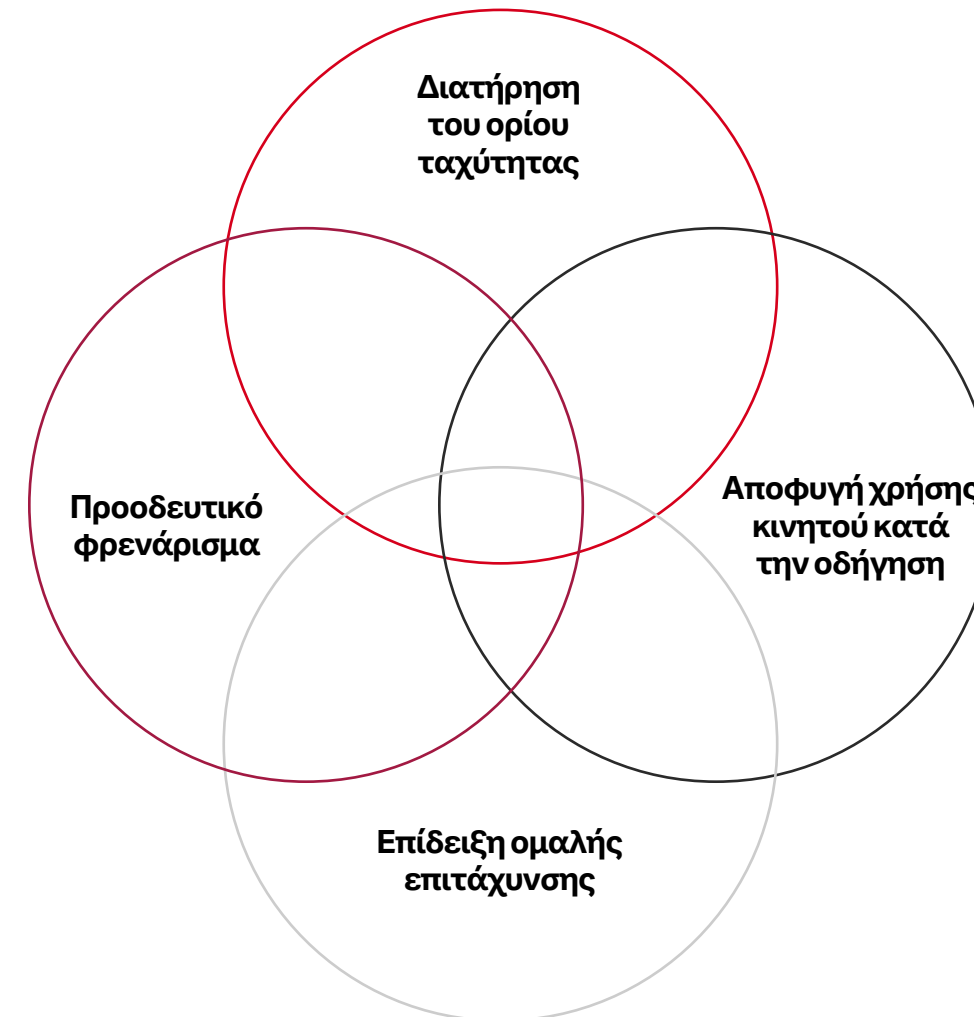 Διατήρηση
του ορίου
ταχύτητας
Προοδευτικό
φρενάρισμα
Αποφυγή χρήσης
κινητού κατά
την οδήγηση
Επίδειξη ομαλής
επιτάχυνσης